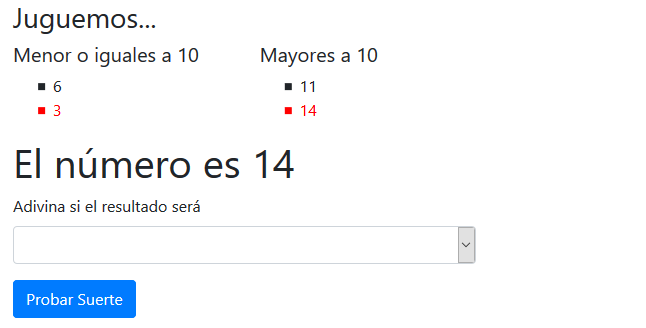 Juguemos...
Menor o iguales a 10
6
3
Mayores a 10
11
14
El número es 14
Adivina si el resultado será
Probar Suerte